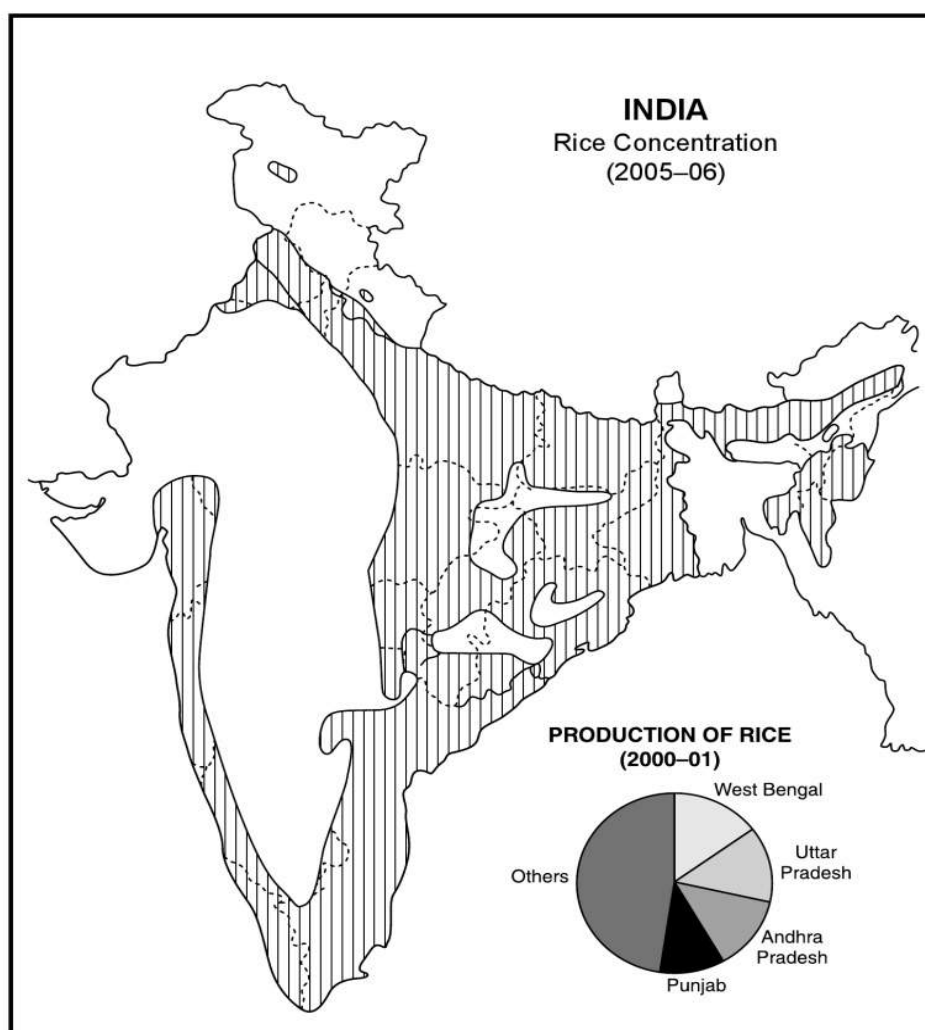 INDIA
Rice Concentration
(2005–06)
PRODUCTION OF RICE
(2000–01)
West Bengal
Uttar
Pradesh
Others
Andhra
Pradesh
Punjab